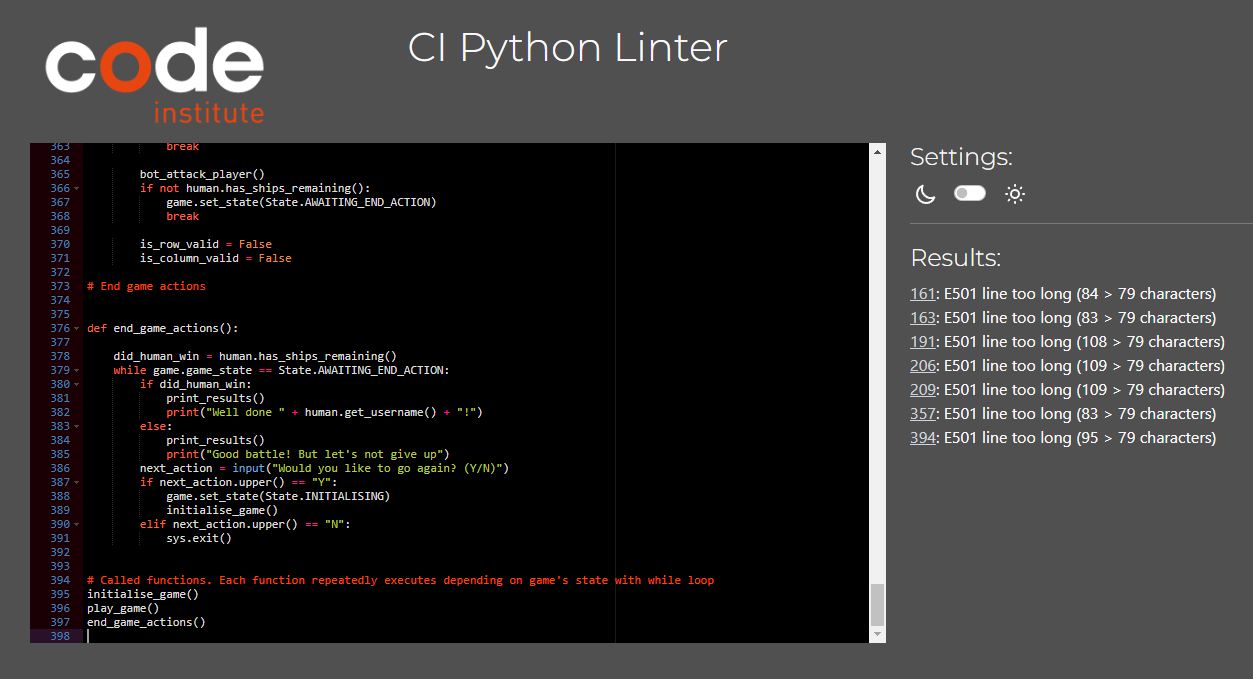 code
institute
CI Python Linter
363 break
364
365 bot_attack_player()
366 if not human.has_ships_remaining():
367 game.set_state(State.AWAITING_END_ACTION)
368 break
369
370 is_row_valid = False
371 is_column_valid = False
372
373 # End game actions
374
375
376 def end_game_actions():
377
378 did_human_win = human.has_ships_remaining()
379 while game.game_state == State.AWAITING_END_ACTION:
380 if did_human_win:
381 print_results()
382 print("Well done " + human.get_username() + "!")
383 else:
384 print_results()
385 print("Good battle! But let's not give up")
386 next_action = input("Would you like to go again? (Y/N)")
387 if next_action.upper() == "Y":
388 game.set_state(State.INITIALISING)
389 initialise_game()
390 elif next_action.upper() == "N":
391 sys.exit()
392
393
394 # Called functions. Each function repeatedly executes depending on game's state with while loop
395 initialise_game()
396 play_game()
397 end_game_actions()
398
Settings:
Results:
161: E501 line too long (84 > 79 characters)
163: E501 line too long (83 > 79 characters)
191: E501 line too long (108 > 79 characters)
206: E501 line too long (109 > 79 characters)
209: E501 line too long (109 > 79 characters)
357: E501 line too long (83 > 79 characters)
394: E501 line too long (95 > 79 characters)